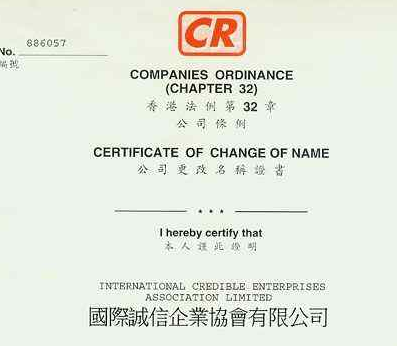 CR
No. 886057
編號
COMPANIES ORDINANCE
(CHAPTER 32)
香港法例第 32 章
公司條例
CERTIFICATE OF CHANGE OF NAME
公司更改名稱證書
* * *
I hereby certify that
本人謹此證明
INTERNATIONAL CREDIBLE ENTERPRISES
ASSOCIATION LIMITED
國際誠信企業協會有限公司